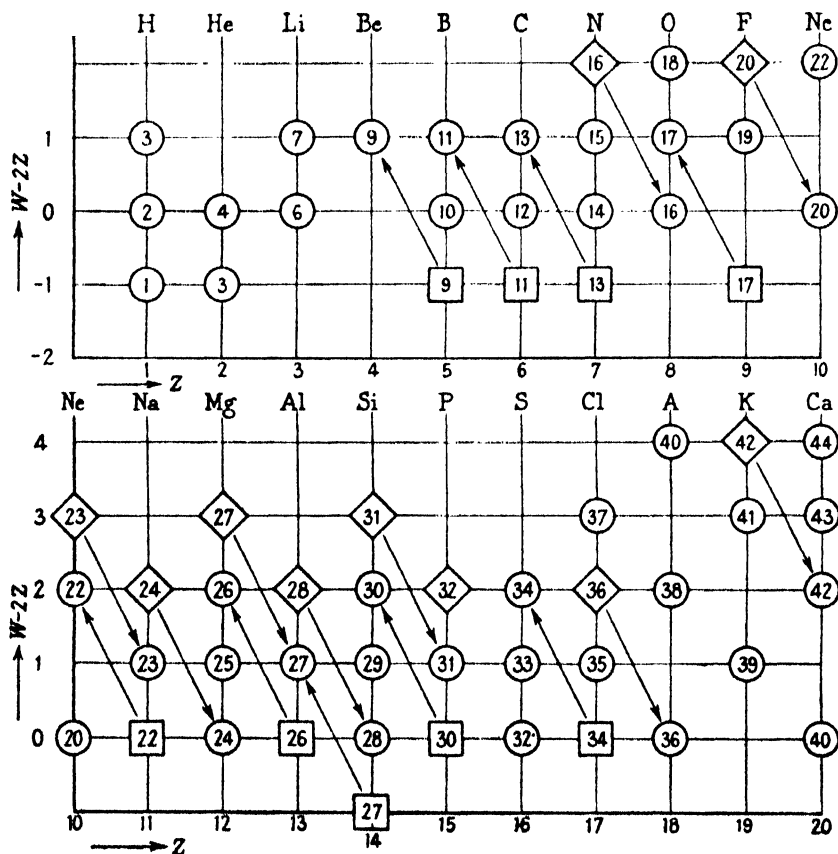 H He Li Be B C N O F Ne
16 18 20 22
1 3 7 9 11 13 15 17 19
W-2Z
0 2 4 6 10 12 14 16 20
-1 1 3 9 11 13 17
-2
1 2 3 4 5 6 7 8 9 10
Z
Ne Na Mg Al Si P S Cl A K Ca
4 40 42 44
3 23 27 31 37 41 43
2 22 24 26 28 30 32 34 36 38 42
W-2Z
1 23 25 27 29 31 33 35 39
0 20 22 24 26 28 30 32 34 36 40
27
10 11 12 13 14 15 16 17 18 19 20
Z